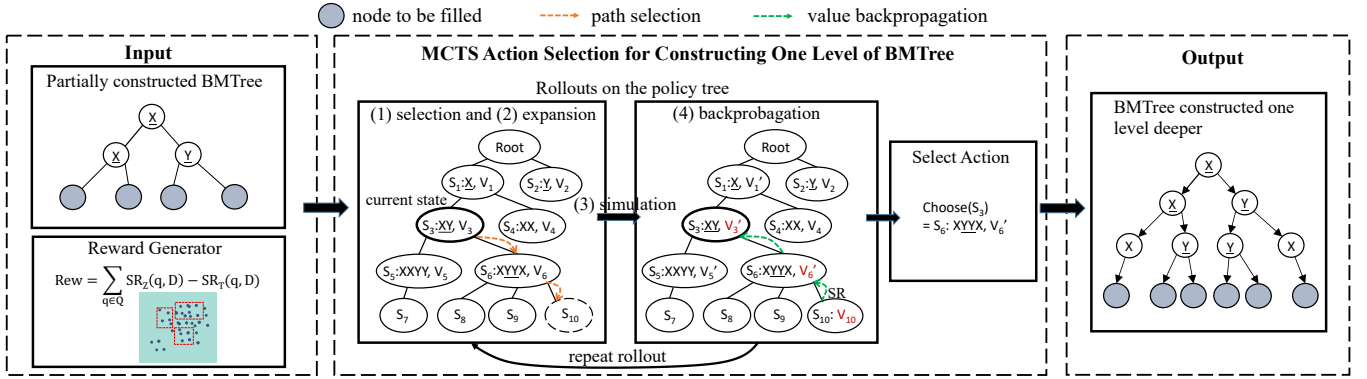 node to be filled
path selection
value backpropagation
Input
Partially constructed BMTree
X
X
Y
Reward Generator
Rew = ∑ SR_Z(q, D) − SR_T(q, D)
q∈Q
MCTS Action Selection for Constructing One Level of BMTree
Rollouts on the policy tree
(1) selection and (2) expansion
Root
S₁:X, V₁
S₂:Y, V₂
current state
S₃:XY, V₃
S₄:XX, V₄
S₅:XXYY, V₅
S₆:XYYX, V₆
S₇
S₈
S₉
S₁₀
(3) simulation
(4) backprobagation
Root
S₁:X, V₁’
S₂:Y, V₂
S₃:XY, V₃’
S₄:XX, V₄
S₅:XXYY, V₅’
S₆:XYYX, V₆’
SR
S₇
S₈
S₉
S₁₀: V₁₀
repeat rollout
Select Action
Choose(S₃)
= S₆: XYYX, V₆’
Output
BMTree constructed one
level deeper
X
X
Y
X
Y
Y
X